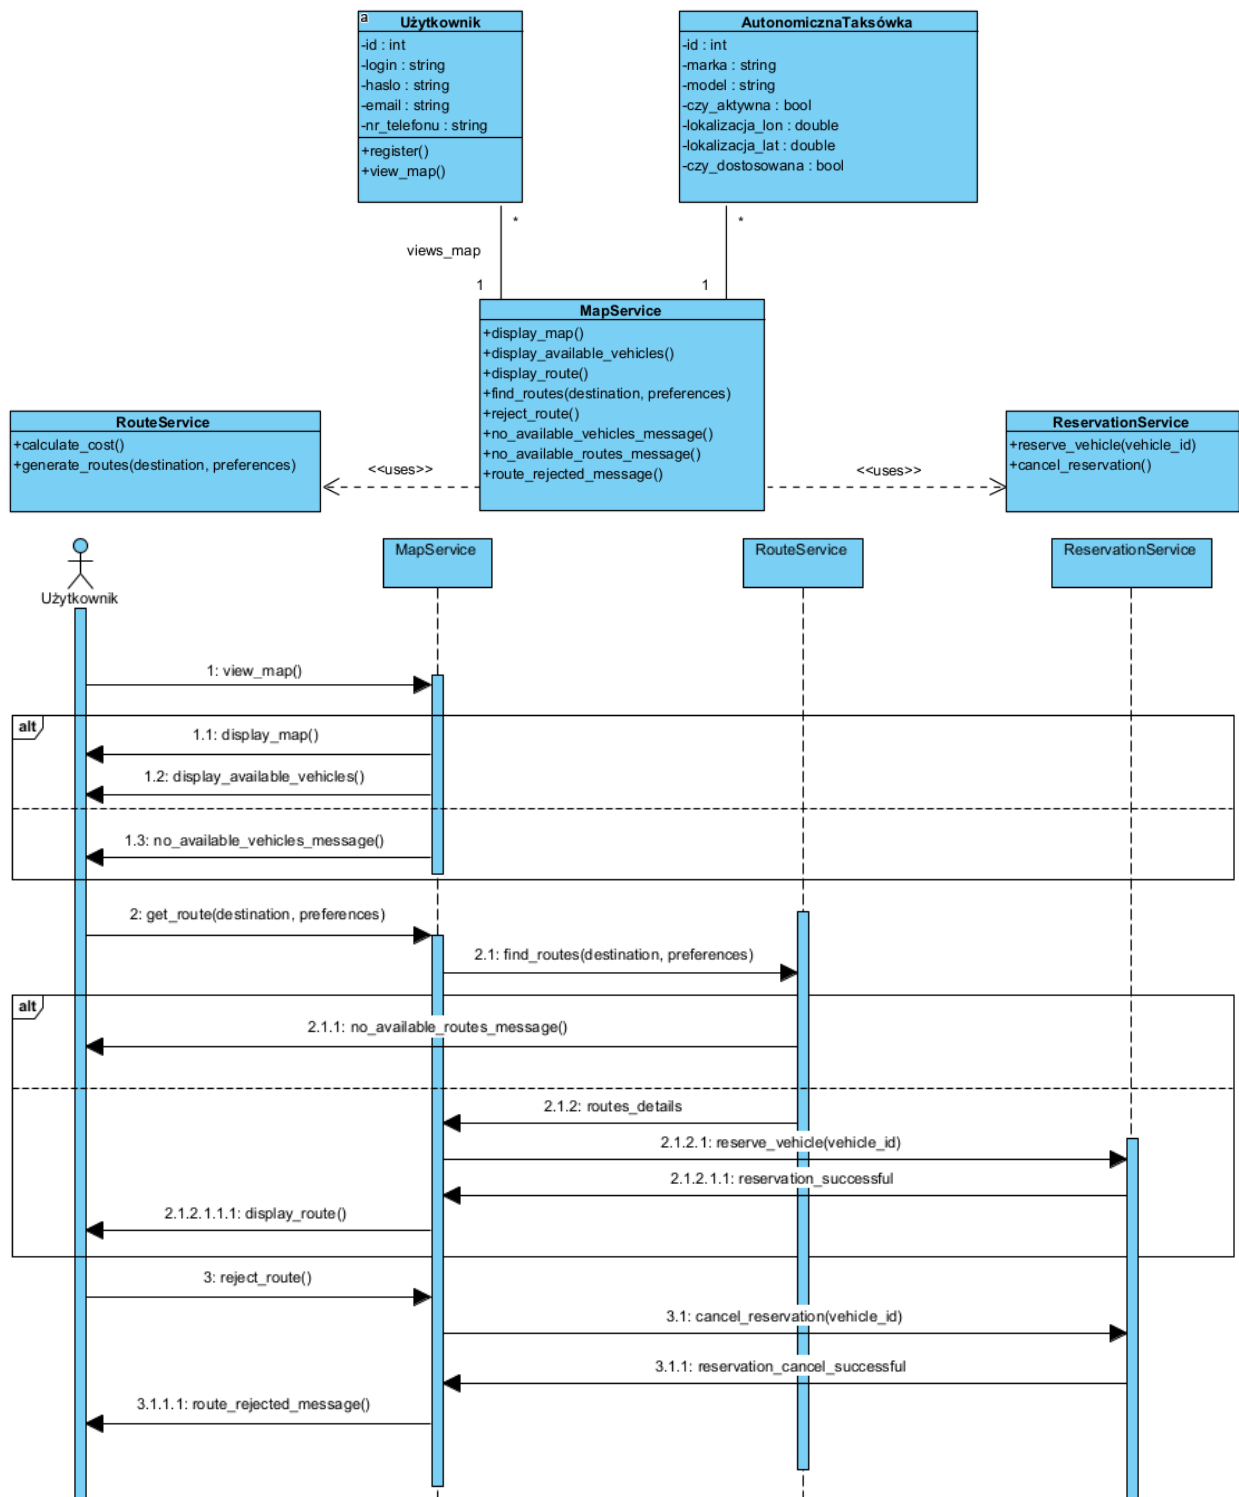 a
Użytkownik
-id : int
-login : string
-haslo : string
-email : string
-nr_telefonu : string
+register()
+view_map()
AutonomicznaTaksówka
-id : int
-marka : string
-model : string
-czy_aktywna : bool
-lokalizacja_lon : double
-lokalizacja_lat : double
-czy_dostosowana : bool
*
*
views_map
1
1
MapService
+display_map()
+display_available_vehicles()
+display_route()
+find_routes(destination, preferences)
+reject_route()
+no_available_vehicles_message()
+no_available_routes_message()
+route_rejected_message()
RouteService
+calculate_cost()
+generate_routes(destination, preferences)
<<uses>>
<<uses>>
ReservationService
+reserve_vehicle(vehicle_id)
+cancel_reservation()
Użytkownik
MapService
RouteService
ReservationService
1: view_map()
alt
1.1: display_map()
1.2: display_available_vehicles()
1.3: no_available_vehicles_message()
2: get_route(destination, preferences)
2.1: find_routes(destination, preferences)
alt
2.1.1: no_available_routes_message()
2.1.2: routes_details
2.1.2.1: reserve_vehicle(vehicle_id)
2.1.2.1.1: reservation_successful
2.1.2.1.1.1: display_route()
3: reject_route()
3.1: cancel_reservation(vehicle_id)
3.1.1: reservation_cancel_successful
3.1.1.1: route_rejected_message()